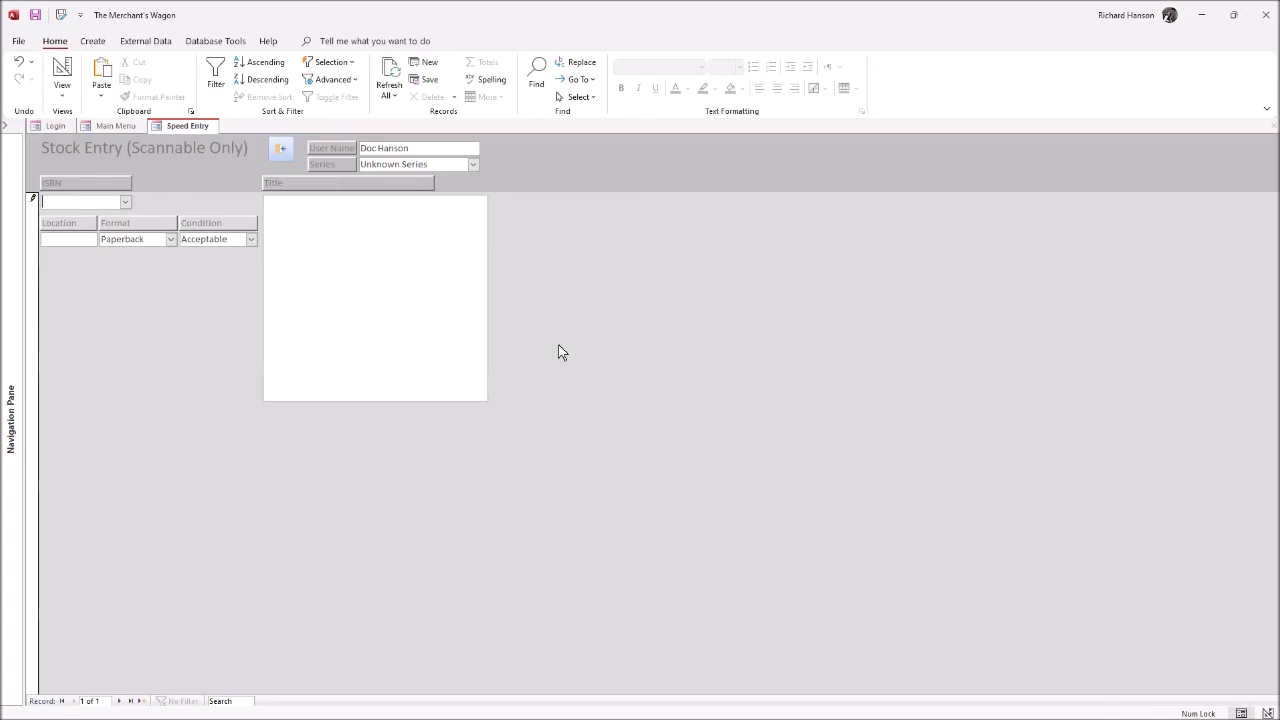 The Merchant's Wagon
Richard Hanson
File Home Create External Data Database Tools Help Tell me what you want to do
View
Paste
Cut
Copy
Format Painter
Filter
Ascending
Descending
Remove Sort
Selection
Advanced
Toggle Filter
Refresh All
New
Save
Delete
Totals
Spelling
More
Find
Replace
Go To
Select
Undo Clipboard Sort & Filter Records Find Text Formatting
Login Main Menu Speed Entry
Stock Entry (Scannable Only)
User Name Doc Hanson
Series Unknown Series
ISBN Title
Location Format Condition
Paperback Acceptable
Navigation Pane
Record: 1 of 1 No Filter Search
Num Lock